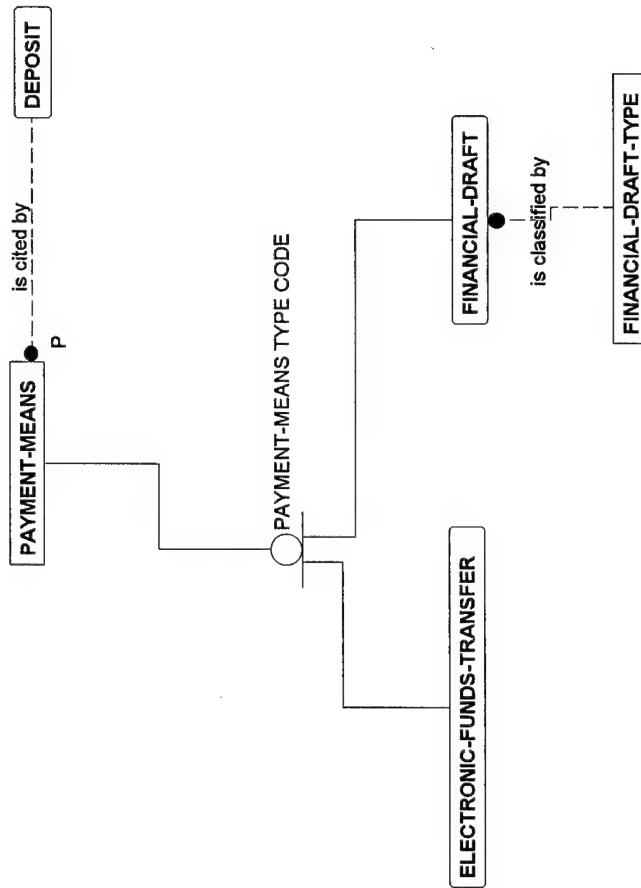 DEPOSIT
is cited by
P
PAYMENT-MEANS
PAYMENT-MEANS TYPE CODE
ELECTRONIC-FUNDS-TRANSFER
FINANCIAL-DRAFT
is classified by
FINANCIAL-DRAFT-TYPE